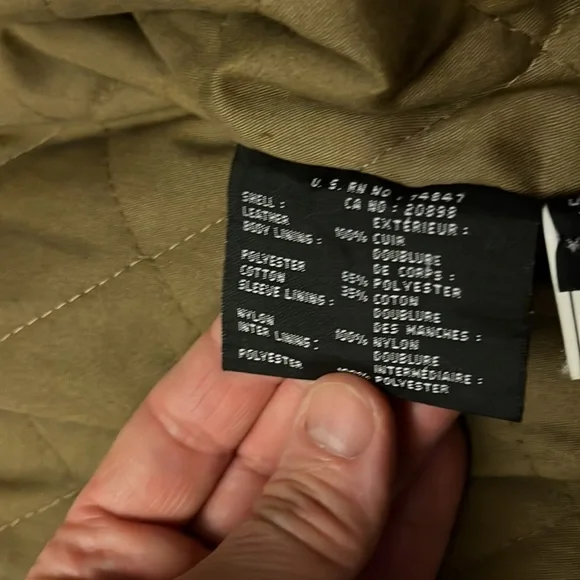 U. S. RN NO : 74847
CA NO : 20898
SHELL : EXTÉRIEUR :
LEATHER 100% CUIR
BODY LINING : DOUBLURE
DE CORPS :
POLYESTER 65% POLYESTER
COTTON 35% COTON
SLEEVE LINING : DOUBLURE
DES MANCHES :
NYLON 100% NYLON
INTER LINING : DOUBLURE
INTERMÉDIAIRE :
POLYESTER 100% POLYESTER